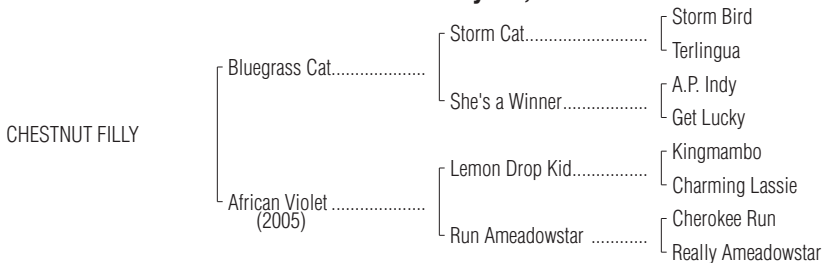 CHESTNUT FILLY
Bluegrass Cat....................
African Violet ....................
(2005)
Storm Cat..........................
She's a Winner..................
Lemon Drop Kid................
Run Ameadowstar ............
Storm Bird
Terlingua
A.P. Indy
Get Lucky
Kingmambo
Charming Lassie
Cherokee Run
Really Ameadowstar